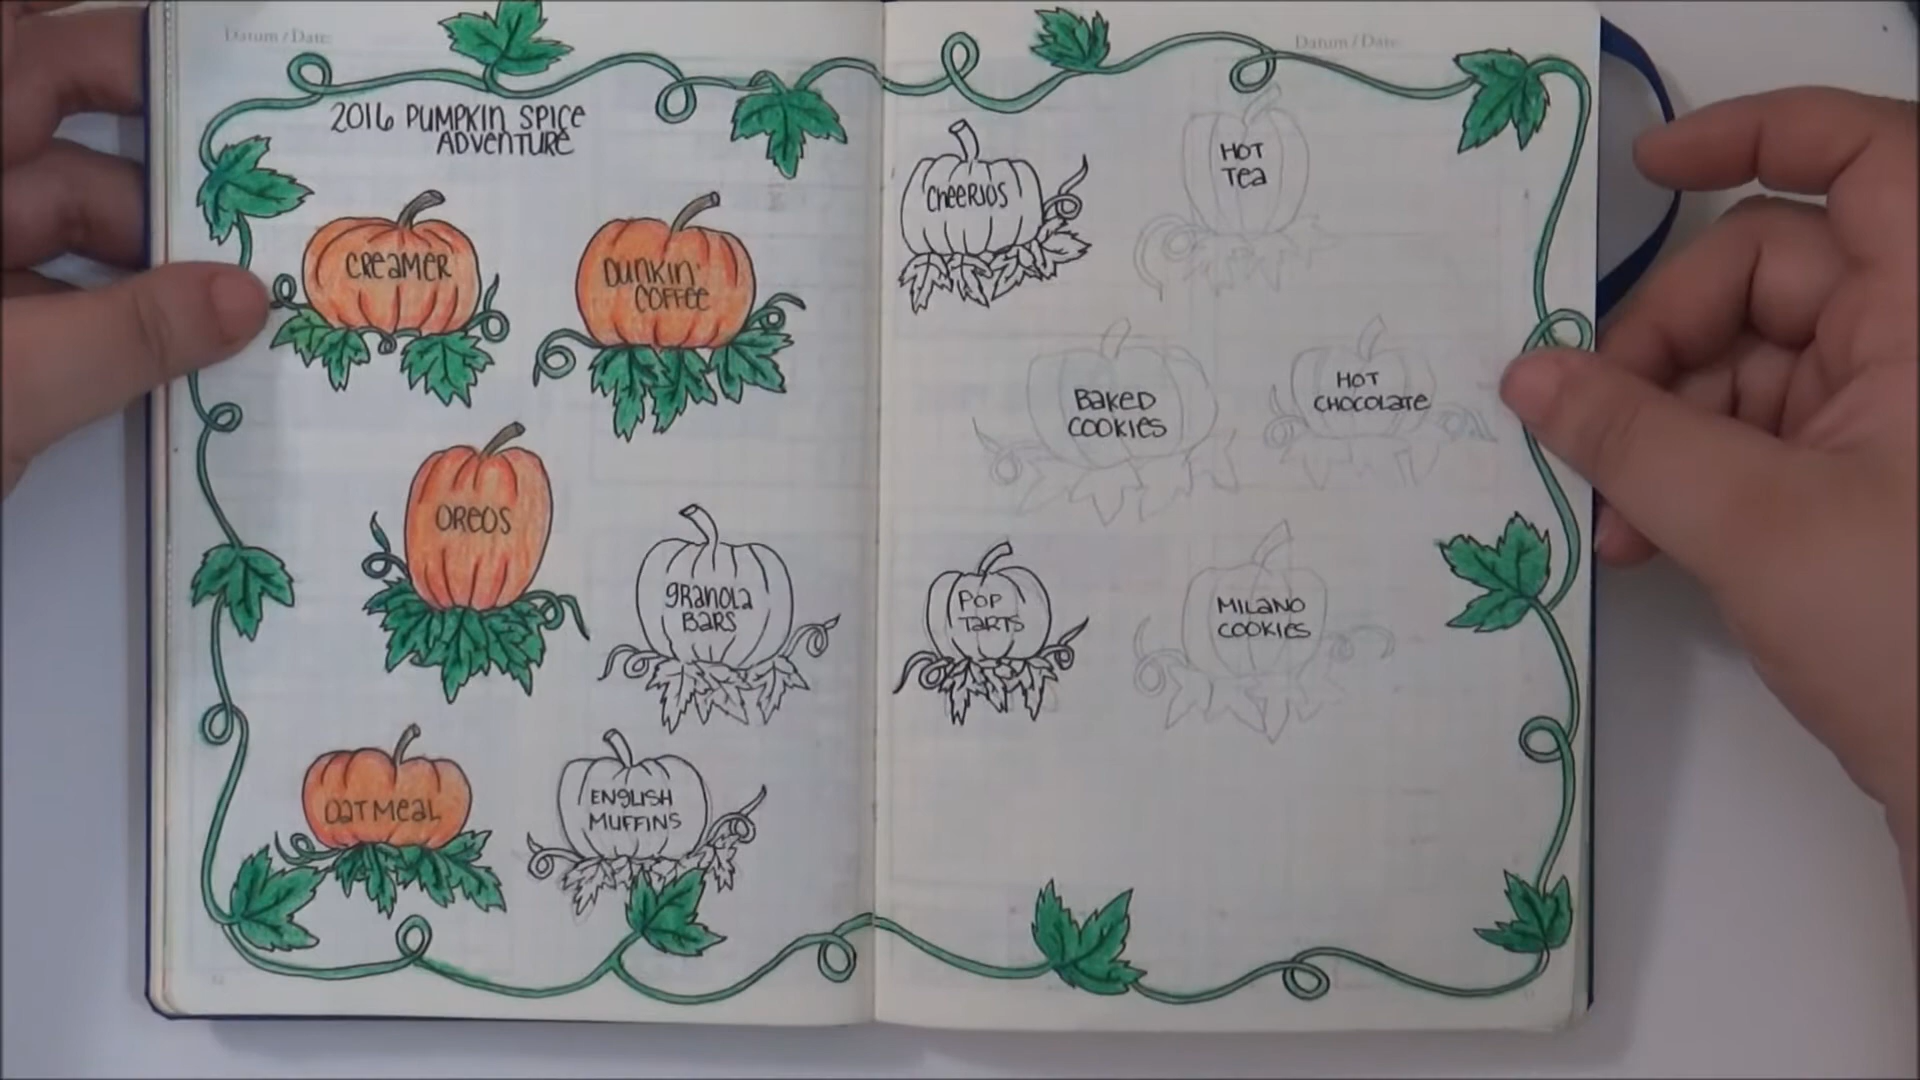 Datum / Date:
Datum / Date:
2016 PUMPKIN SPICE
ADVENTURE
CREAMER
DUNKIN'
COFFEE
OREOS
GRANOLA
BARS
OATMEAL
ENGLISH
MUFFINS
CHEERIOS
HOT
TEA
BAKED
COOKIES
HOT
CHOCOLATE
POP
TARTS
MILANO
COOKIES